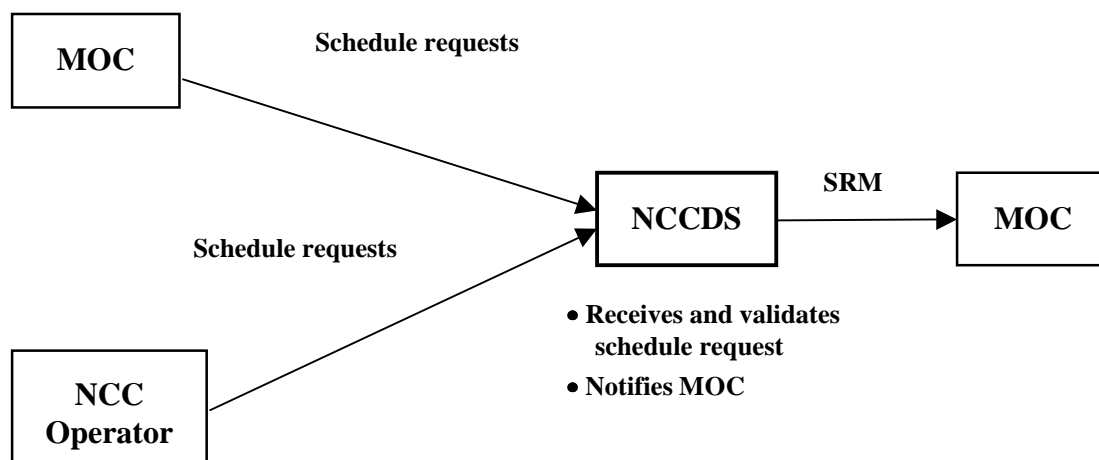 MOC
Schedule requests
SRM
NCCDS
MOC
Schedule requests
• Receives and validates
schedule request
• Notifies MOC
NCC
Operator